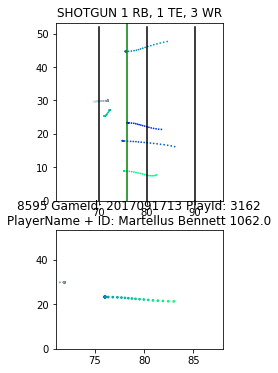 SHOTGUN 1 RB, 1 TE, 3 WR
50
40
30
20
10
0
70 80 90
8595 GameId: 2017091713 PlayId: 3162
PlayerName + ID: Martellus Bennett 1062.0
40
20
0
75 80 85